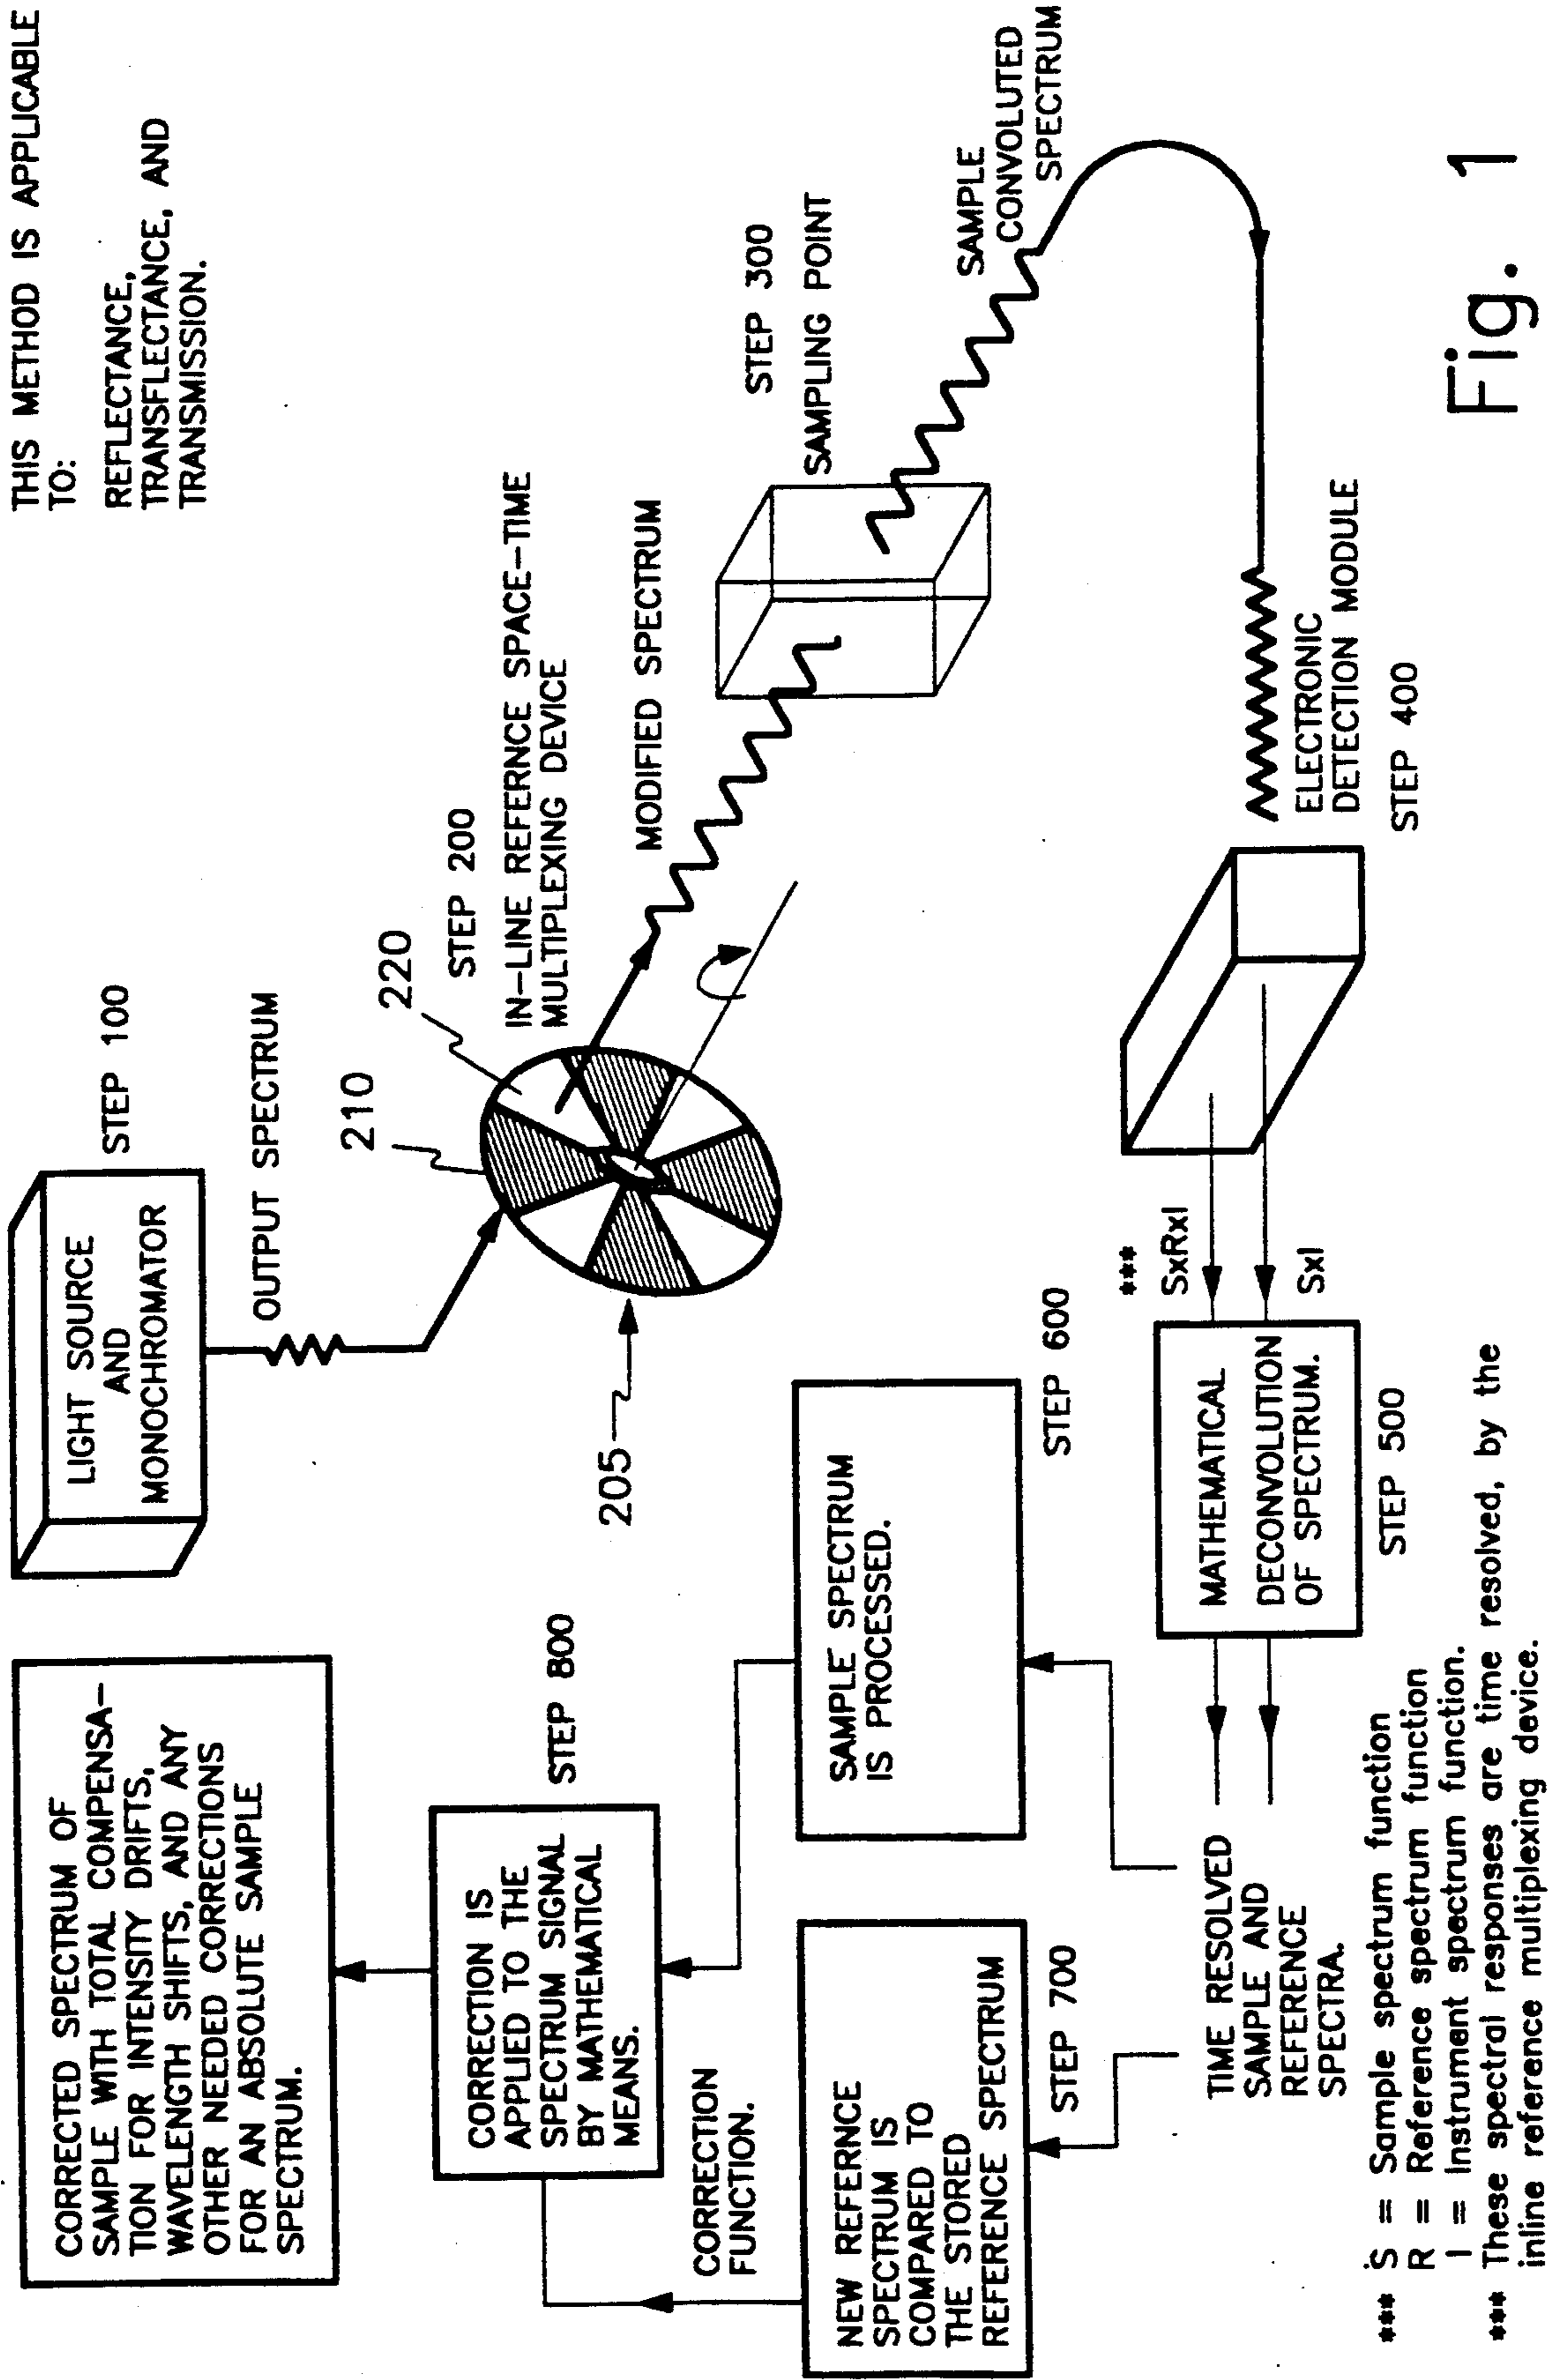 THIS METHOD IS APPLICABLE
TO:
REFLECTANCE,
TRANSFLECTANCE, AND
TRANSMISSION.
LIGHT SOURCE
AND
MONOCHROMATOR
STEP 100
OUTPUT SPECTRUM
210
220
205
STEP 200
IN-LINE REFERNCE SPACE-TIME
MULTIPLEXING DEVICE
MODIFIED SPECTRUM
STEP 300
SAMPLING POINT
SAMPLE
CONVOLUTED
SPECTRUM
ELECTRONIC
DETECTION MODULE
STEP 400
***
SxRxI
SxI
MATHEMATICAL
DECONVOLUTION
OF SPECTRUM.
STEP 500
TIME RESOLVED
SAMPLE AND
REFERENCE
SPECTRA.
SAMPLE SPECTRUM
IS PROCESSED.
STEP 600
NEW REFERENCE
SPECTRUM IS
COMPARED TO
THE STORED
REFERENCE SPECTRUM
STEP 700
CORRECTION
FUNCTION.
CORRECTION IS
APPLIED TO THE
SPECTRUM SIGNAL
BY MATHEMATICAL
MEANS.
STEP 800
CORRECTED SPECTRUM OF
SAMPLE WITH TOTAL COMPENSA-
TION FOR INTENSITY DRIFTS,
WAVELENGTH SHIFTS, AND ANY
OTHER NEEDED CORRECTIONS
FOR AN ABSOLUTE SAMPLE
SPECTRUM.
*** S = Sample spectrum function
R = Reference spectrum function
I = Instrument spectrum function.
*** These spectral responses are time resolved, by the
inline reference multiplexing device.
Fig. 1